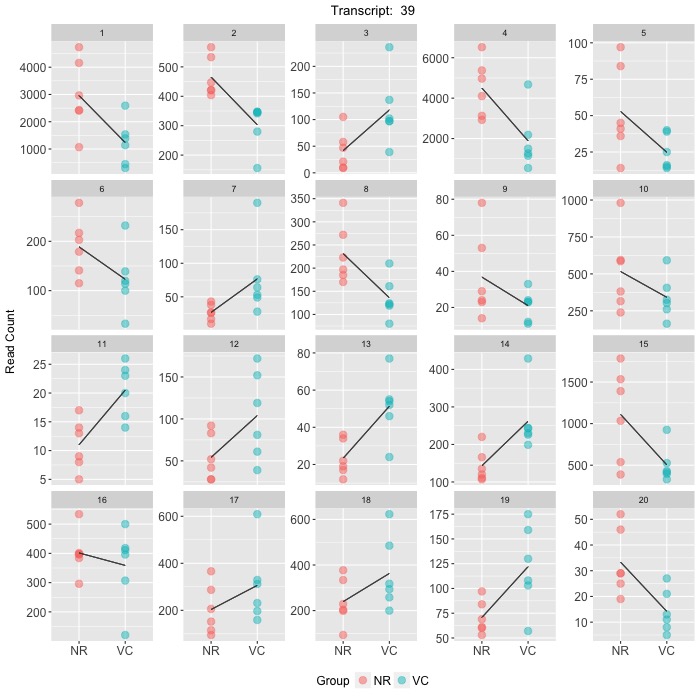 Transcript: 39
1 2 3 4 5
4000 3000 2000 1000
500 400 300 200
200 150 100 50 0
6000 4000 2000
100 75 50 25
6 7 8 9 10
200 100
150 100 50
350 300 250 200 150 100
80 60 40 20
1000 750 500 250
Read Count
11 12 13 14 15
25 20 15 10 5
150 100 50
80 60 40 20
400 300 200 100
1500 1000 500
16 17 18 19 20
500 400 300 200
600 400 200
600 400 200
175 150 125 100 75 50
50 40 30 20 10
NR VC NR VC NR VC NR VC NR VC
Group NR VC